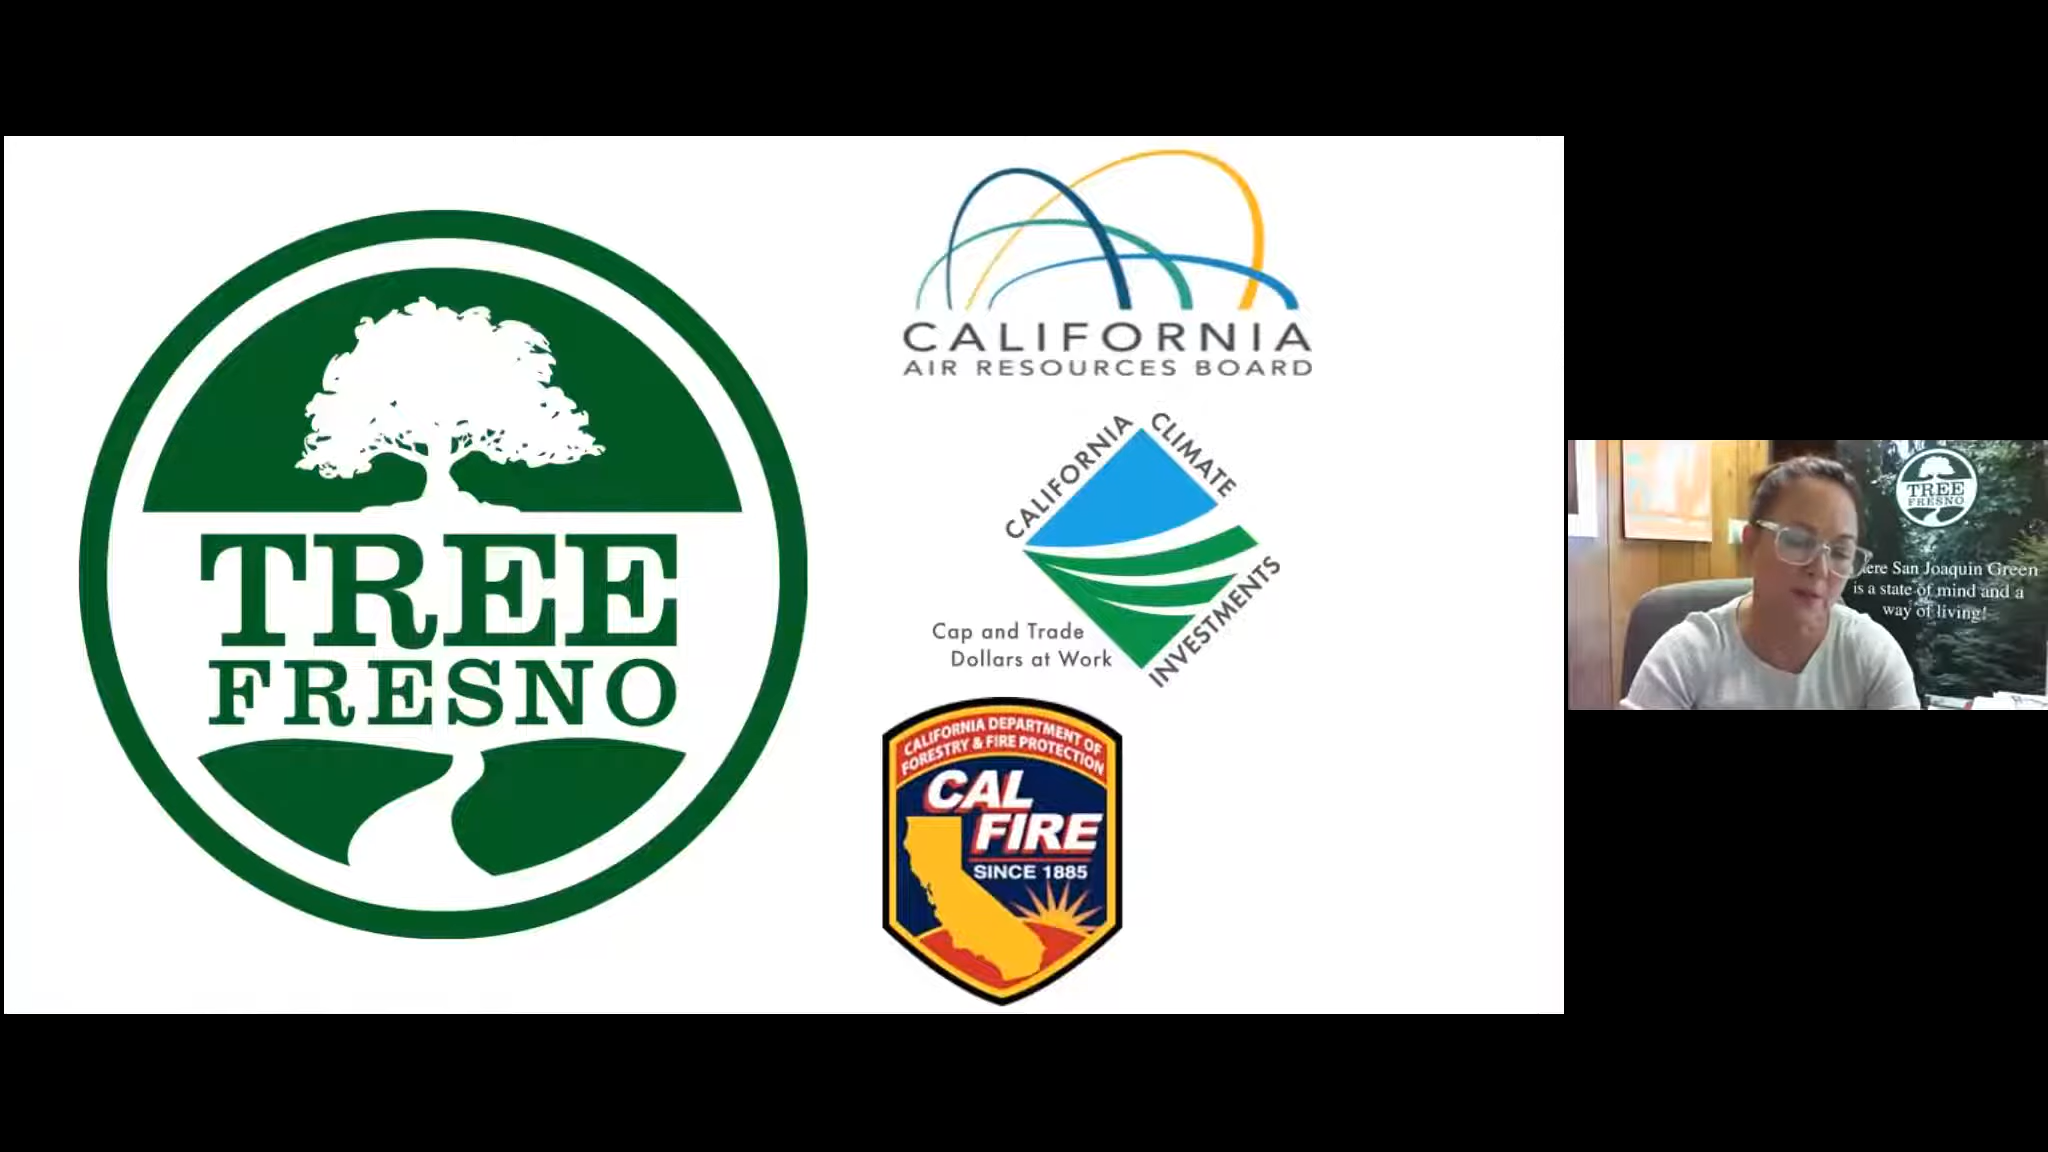 TREE
FRESNO
CALIFORNIA
AIR RESOURCES BOARD
CALIFORNIA CLIMATE
INVESTMENTS
Cap and Trade
Dollars at Work
CALIFORNIA DEPARTMENT OF
FORESTRY & FIRE PROTECTION
CAL
FIRE
SINCE 1885
TREE
FRESNO
San Joaquin Green
is a state of mind and a
way of living!